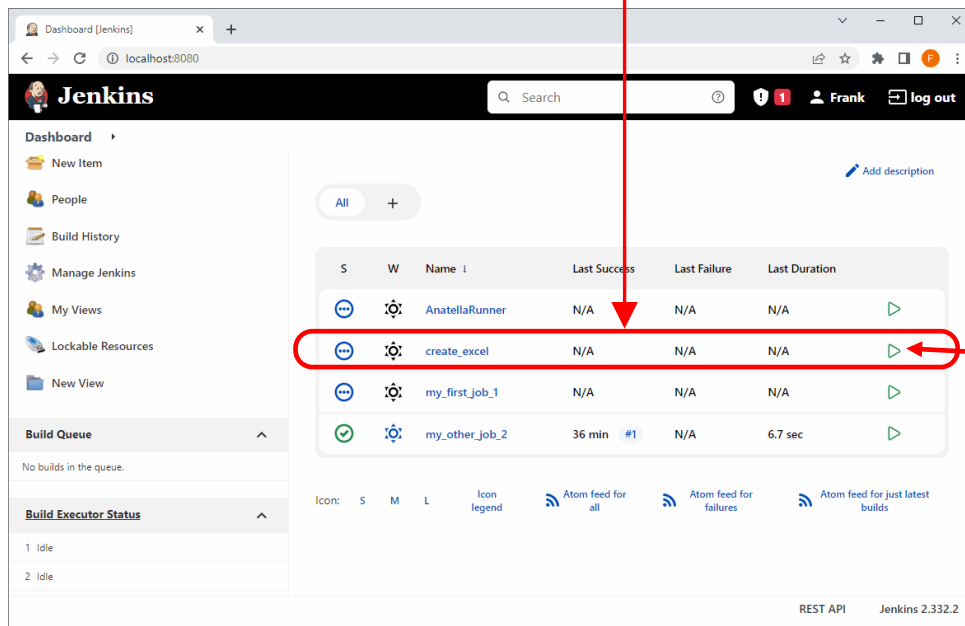 Dashboard [Jenkins]
localhost:8080
F
Jenkins
Search
1
Frank
log out
Dashboard
New Item
People
Build History
Manage Jenkins
My Views
Lockable Resources
New View
Build Queue
No builds in the queue.
Build Executor Status
1 Idle
2 Idle
Add description
All +
S W Name ↓ Last Success Last Failure Last Duration
AnatellaRunner N/A N/A N/A
create_excel N/A N/A N/A
my_first_job_1 N/A N/A N/A
my_other_job_2 36 min #1 N/A 6.7 sec
Icon: S M L
Icon
legend
Atom feed for
all
Atom feed for
failures
Atom feed for just latest
builds
REST API Jenkins 2.332.2